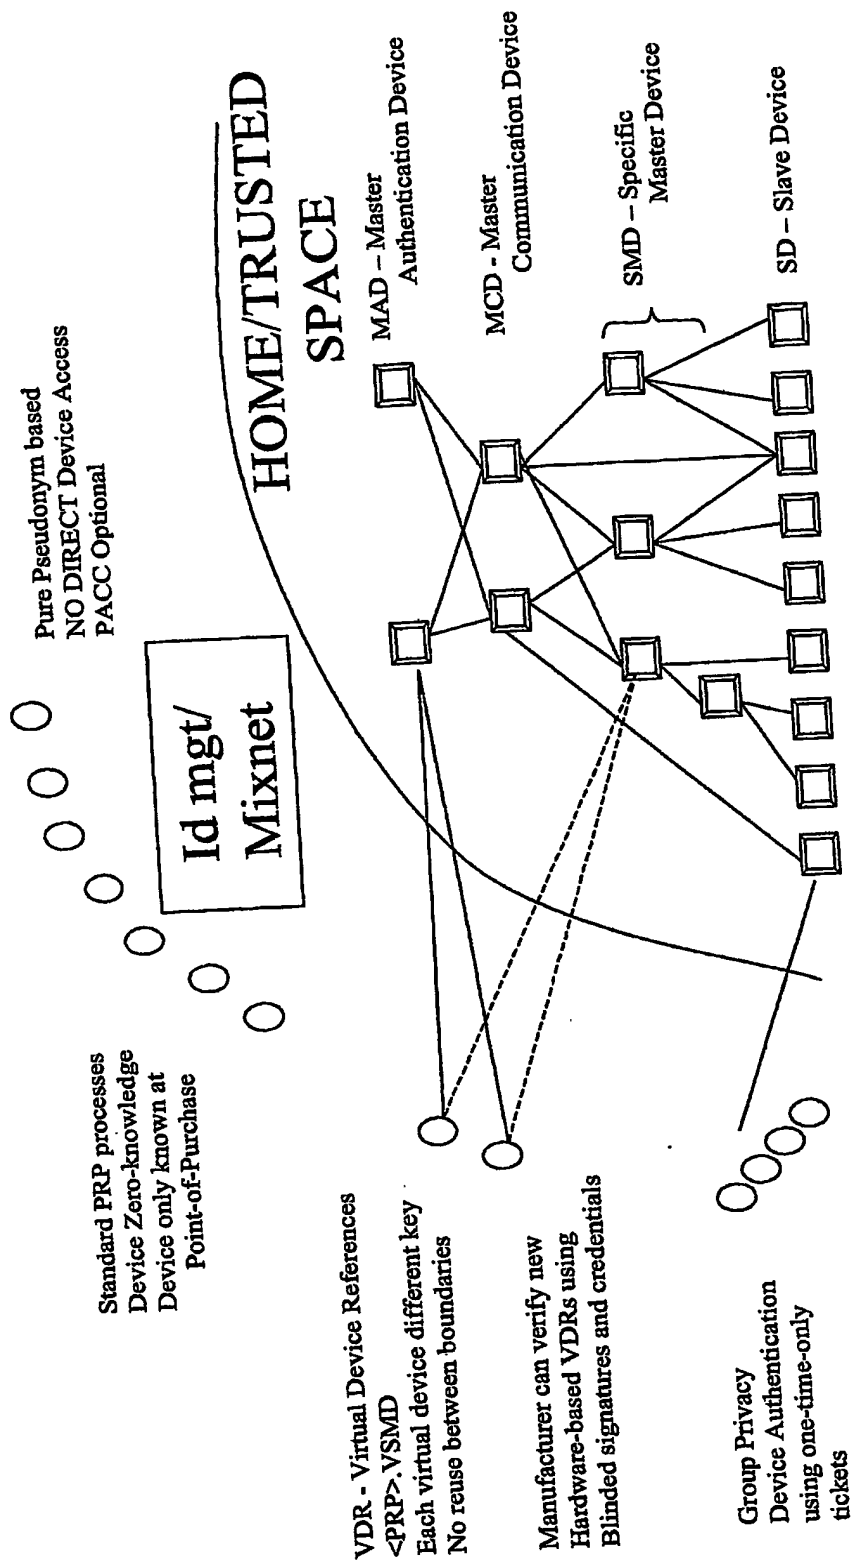 Pure Pseudonym based
NO DIRECT Device Access
PACC Optional
Standard PRP processes
Device Zero-knowledge
Device only known at
Point-of-Purchase
Id mgt/
Mixnet
HOME/TRUSTED
SPACE
VDR - Virtual Device References
<PRP>.VSMD
Each virtual device different key
No reuse between boundaries
MAD – Master
Authentication Device
MCD - Master
Communication Device
Manufacturer can verify new
Hardware-based VDRs using
Blinded signatures and credentials
SMD – Specific
Master Device
Group Privacy
Device Authentication
using one-time-only
tickets
SD – Slave Device